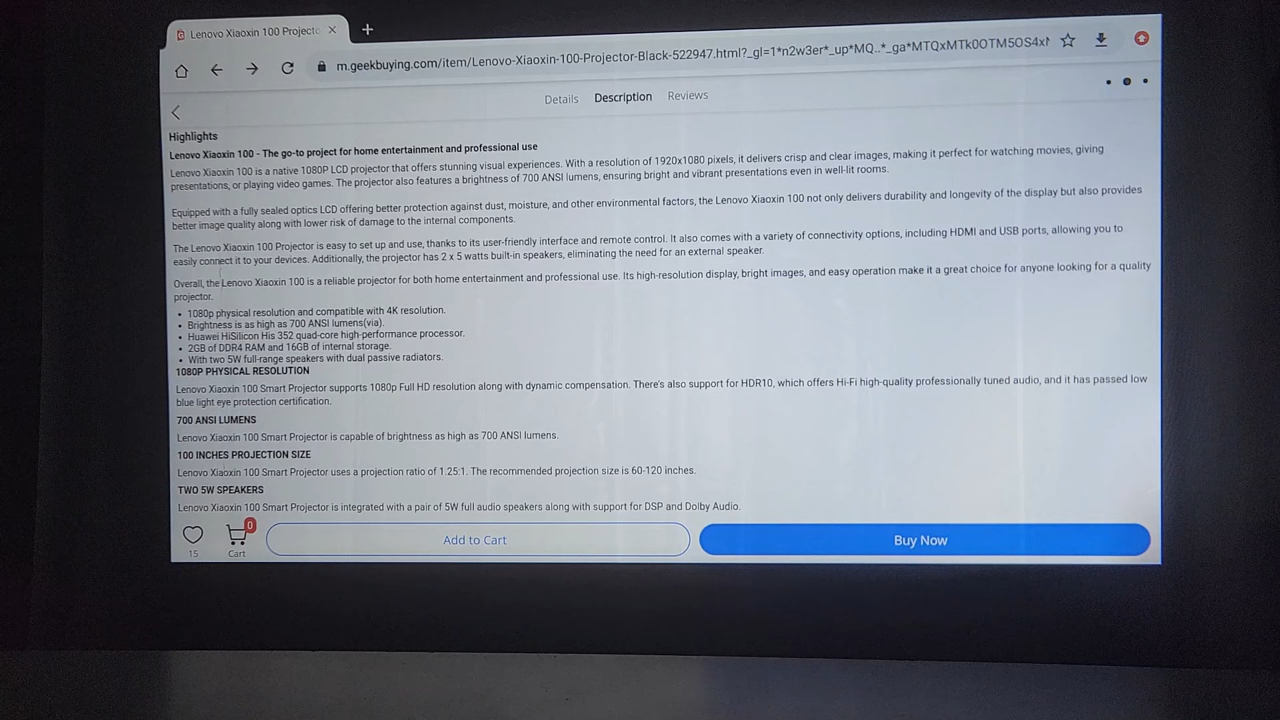 Lenovo Xiaoxin 100 Projecto
m.geekbuying.com/item/Lenovo-Xiaoxin-100-Projector-Black-522947.html?_gl=1*n2w3er*_up*MQ..*_ga*MTQxMTk0OTM5OS4xN
Details Description Reviews
Highlights
Lenovo Xiaoxin 100 - The go-to project for home entertainment and professional use
Lenovo Xiaoxin 100 is a native 1080P LCD projector that offers stunning visual experiences. With a resolution of 1920x1080 pixels, it delivers crisp and clear images, making it perfect for watching movies, giving
presentations, or playing video games. The projector also features a brightness of 700 ANSI lumens, ensuring bright and vibrant presentations even in well-lit rooms.
Equipped with a fully sealed optics LCD offering better protection against dust, moisture, and other environmental factors, the Lenovo Xiaoxin 100 not only delivers durability and longevity of the display but also provides
better image quality along with lower risk of damage to the internal components.
The Lenovo Xiaoxin 100 Projector is easy to set up and use, thanks to its user-friendly interface and remote control. It also comes with a variety of connectivity options, including HDMI and USB ports, allowing you to
easily connect it to your devices. Additionally, the projector has 2 x 5 watts built-in speakers, eliminating the need for an external speaker.
Overall, the Lenovo Xiaoxin 100 is a reliable projector for both home entertainment and professional use. Its high-resolution display, bright images, and easy operation make it a great choice for anyone looking for a quality
projector.
• 1080p physical resolution and compatible with 4K resolution.
• Brightness is as high as 700 ANSI lumens(via).
• Huawei HiSilicon His 352 quad-core high-performance processor.
• 2GB of DDR4 RAM and 16GB of internal storage.
• With two 5W full-range speakers with dual passive radiators.
1080P PHYSICAL RESOLUTION
Lenovo Xiaoxin 100 Smart Projector supports 1080p Full HD resolution along with dynamic compensation. There's also support for HDR10, which offers Hi-Fi high-quality professionally tuned audio, and it has passed low
blue light eye protection certification.
700 ANSI LUMENS
Lenovo Xiaoxin 100 Smart Projector is capable of brightness as high as 700 ANSI lumens.
100 INCHES PROJECTION SIZE
Lenovo Xiaoxin 100 Smart Projector uses a projection ratio of 1.25:1. The recommended projection size is 60-120 inches.
TWO 5W SPEAKERS
Lenovo Xiaoxin 100 Smart Projector is integrated with a pair of 5W full audio speakers along with support for DSP and Dolby Audio.
0
15 Cart
Add to Cart
Buy Now